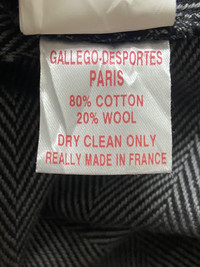 GALLEGO-DESPORTES
PARIS
80% COTTON
20% WOOL
DRY CLEAN ONLY
REALLY MADE IN FRANCE